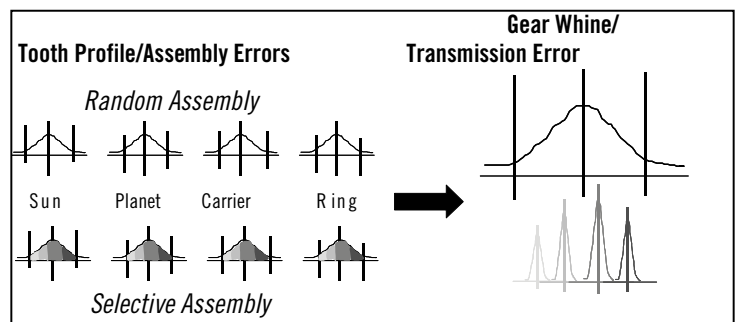 Gear Whine/
Tooth Profile/Assembly Errors
Transmission Error
Random Assembly
Sun Planet Carrier Ring
Selective Assembly